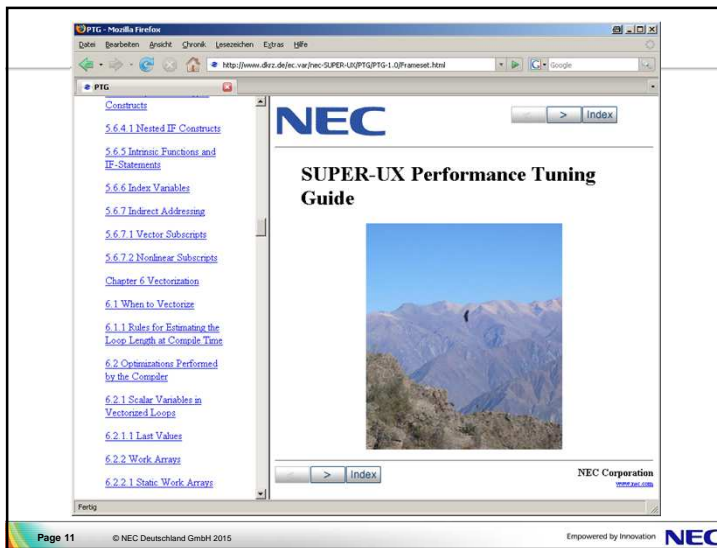 PTG - Mozilla Firefox
Datei Bearbeiten Ansicht Chronik Lesezeichen Extras Hilfe
http://www.dkrz.de/ec.var/nec-SUPER-UX/PTG/PTG-1.0/Frameset.html
Google
PTG
Constructs
5.6.4.1 Nested IF Constructs
5.6.5 Intrinsic Functions and
IF-Statements
5.6.6 Index Variables
5.6.7 Indirect Addressing
5.6.7.1 Vector Subscripts
5.6.7.2 Nonlinear Subscripts
Chapter 6 Vectorization
6.1 When to Vectorize
6.1.1 Rules for Estimating the
Loop Length at Compile Time
6.2 Optimizations Performed
by the Compiler
6.2.1 Scalar Variables in
Vectorized Loops
6.2.1.1 Last Values
6.2.2 Work Arrays
6.2.2.1 Static Work Arrays
NEC
< > Index
SUPER-UX Performance Tuning
Guide
< > Index
NEC Corporation
www.nec.com
Fertig
Page 11 © NEC Deutschland GmbH 2015 Empowered by Innovation NEC